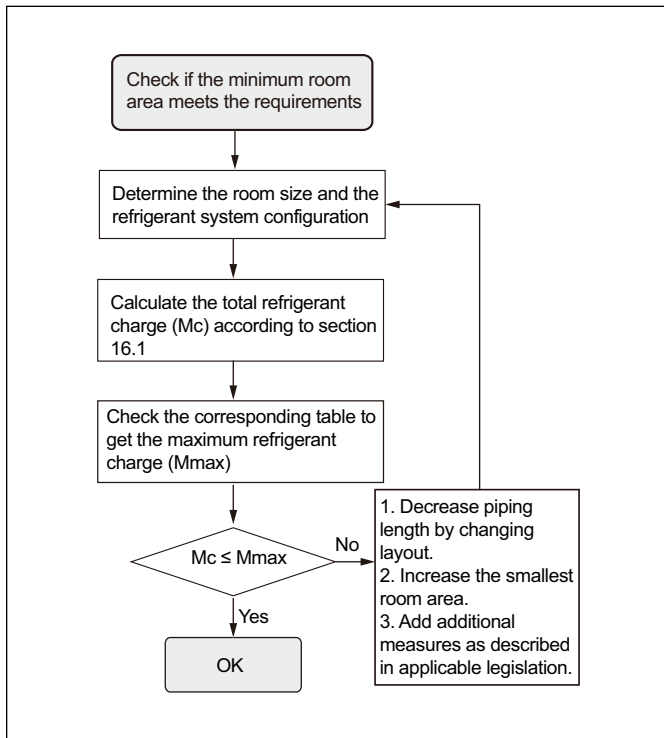 Check if the minimum room
area meets the requirements
Determine the room size and the
refrigerant system configuration
Calculate the total refrigerant
charge (Mc) according to section
16.1
Check the corresponding table to
get the maximum refrigerant
charge (Mmax)
Mc ≤ Mmax
No
Yes
OK
1. Decrease piping
length by changing
layout.
2. Increase the smallest
room area.
3. Add additional
measures as described
in applicable legislation.